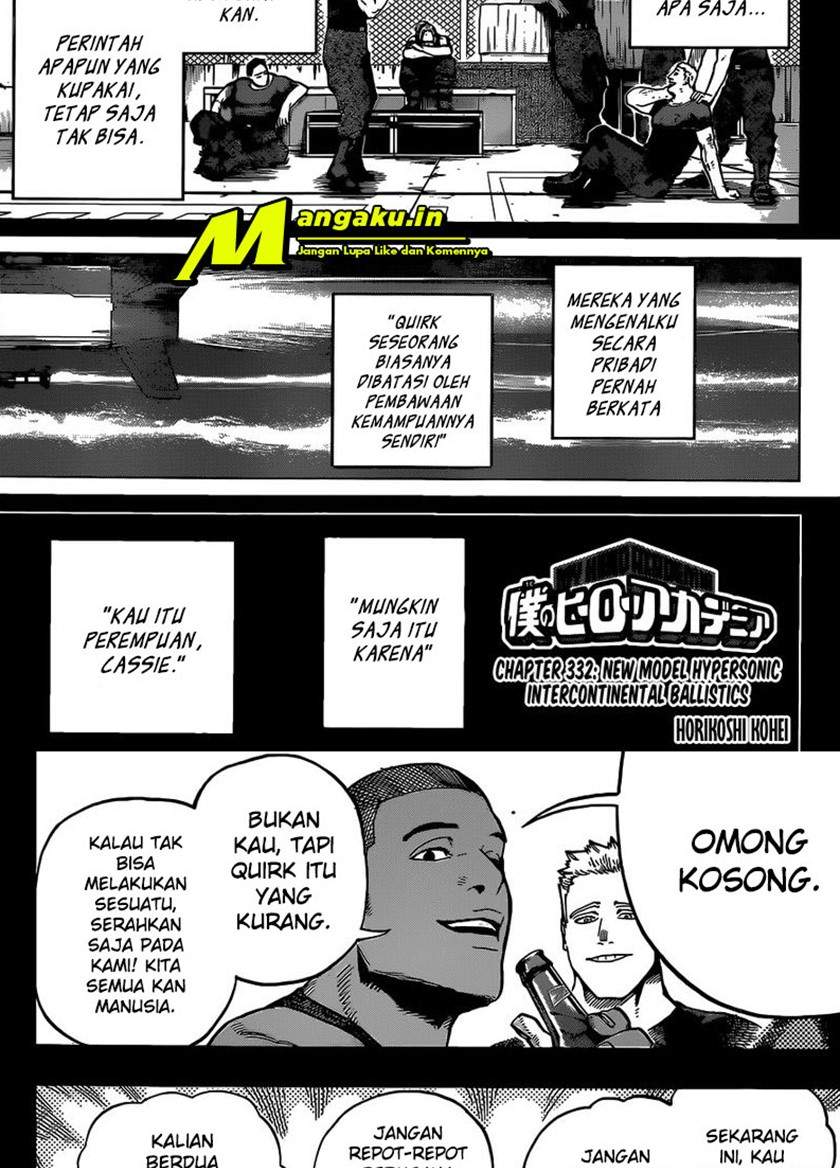 APA SAJA...
KAN.
PERINTAH
APAPUN YANG
KUPAKAI,
TETAP SAJA
TAK BISA.
Mangaku.in
Jangan Lupa Like dan Komennya
MEREKA YANG
MENGENALKU
SECARA
PRIBADI
PERNAH
BERKATA
"QUIRK
SESEORANG
BIASANYA
DIBATASI OLEH
PEMBAWAAN
KEMAMPUANNYA
SENDIRI"
僕のヒーローアカデミア
CHAPTER 332: NEW MODEL HYPERSONIC
INTERCONTINENTAL BALLISTICS
HORIKOSHI KOHEI
"MUNGKIN
SAJA ITU
KARENA"
"KAU ITU
PEREMPUAN,
CASSIE."
OMONG
KOSONG.
BUKAN
KAU, TAPI
QUIRK ITU
YANG
KURANG.
KALAU TAK
BISA
MELAKUKAN
SESUATU,
SERAHKAN
SAJA PADA
KAMI! KITA
SEMUA KAN
MANUSIA.
SEKARANG
INI, KAU
JANGAN
JANGAN
REPOT-REPOT
KALIAN
BERDUA